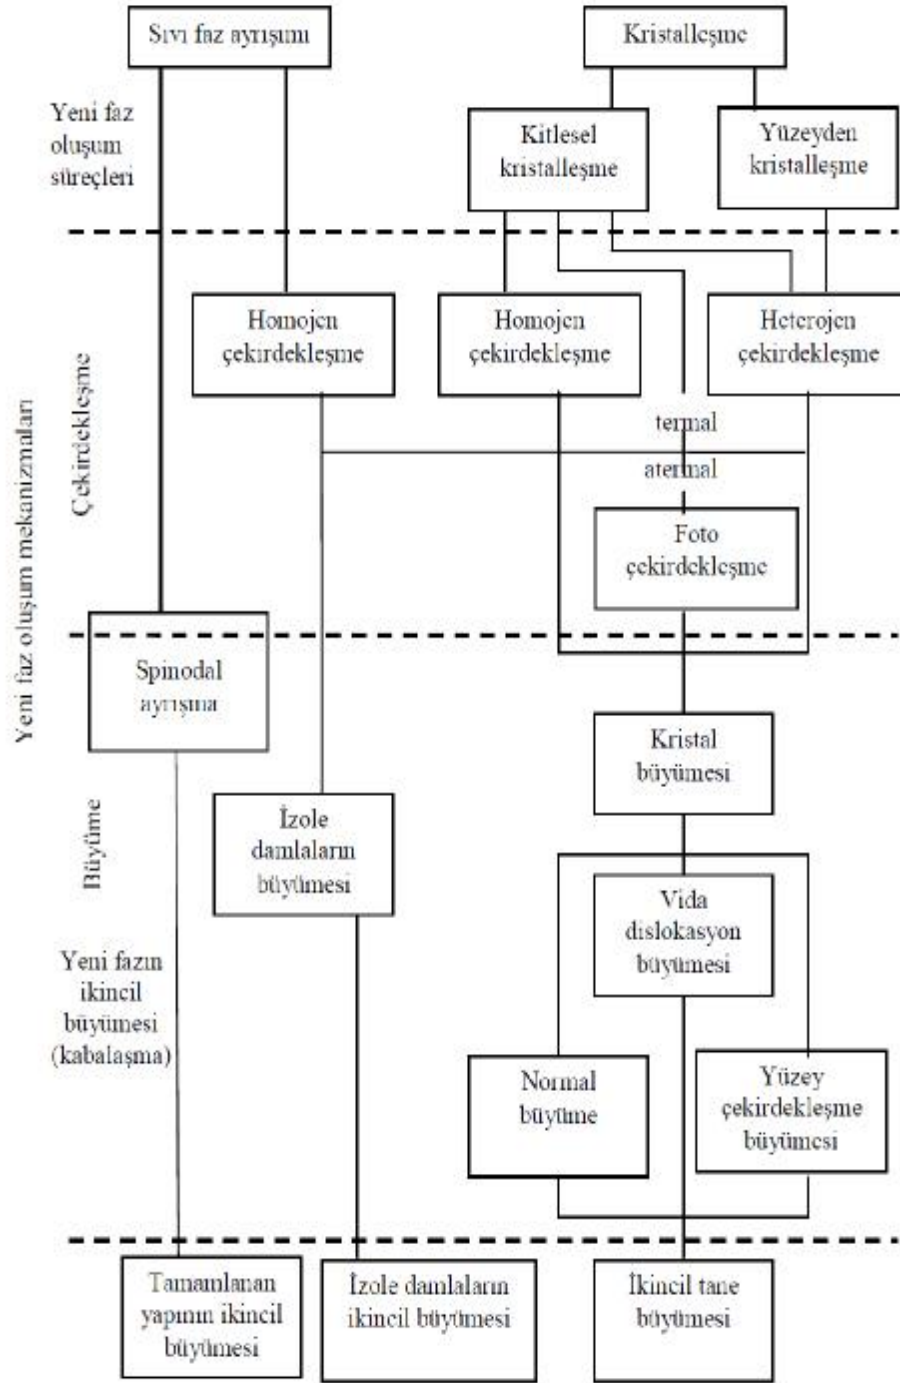 Sıvı faz ayrışımı
Kristalleşme
Yeni faz
oluşum
süreçleri
Kitlesel
kristalleşme
Yüzeyden
kristalleşme
Yeni faz oluşum mekanizmaları
Çekirdekleşme
Homojen
çekirdekleşme
Homojen
çekirdekleşme
Heterojen
çekirdekleşme
termal
atermal
Foto
çekirdekleşme
Spinodal
ayrışma
Büyüme
Kristal
büyümesi
İzole
damlaların
büyümesi
Vida
dislokasyon
büyümesi
Yeni fazın
ikincil
büyümesi
(kabalaşma)
Normal
büyüme
Yüzey
çekirdekleşme
büyümesi
Tamamlanan
yapının ikincil
büyümesi
İzole damlaların
ikincil büyümesi
İkincil tane
büyümesi